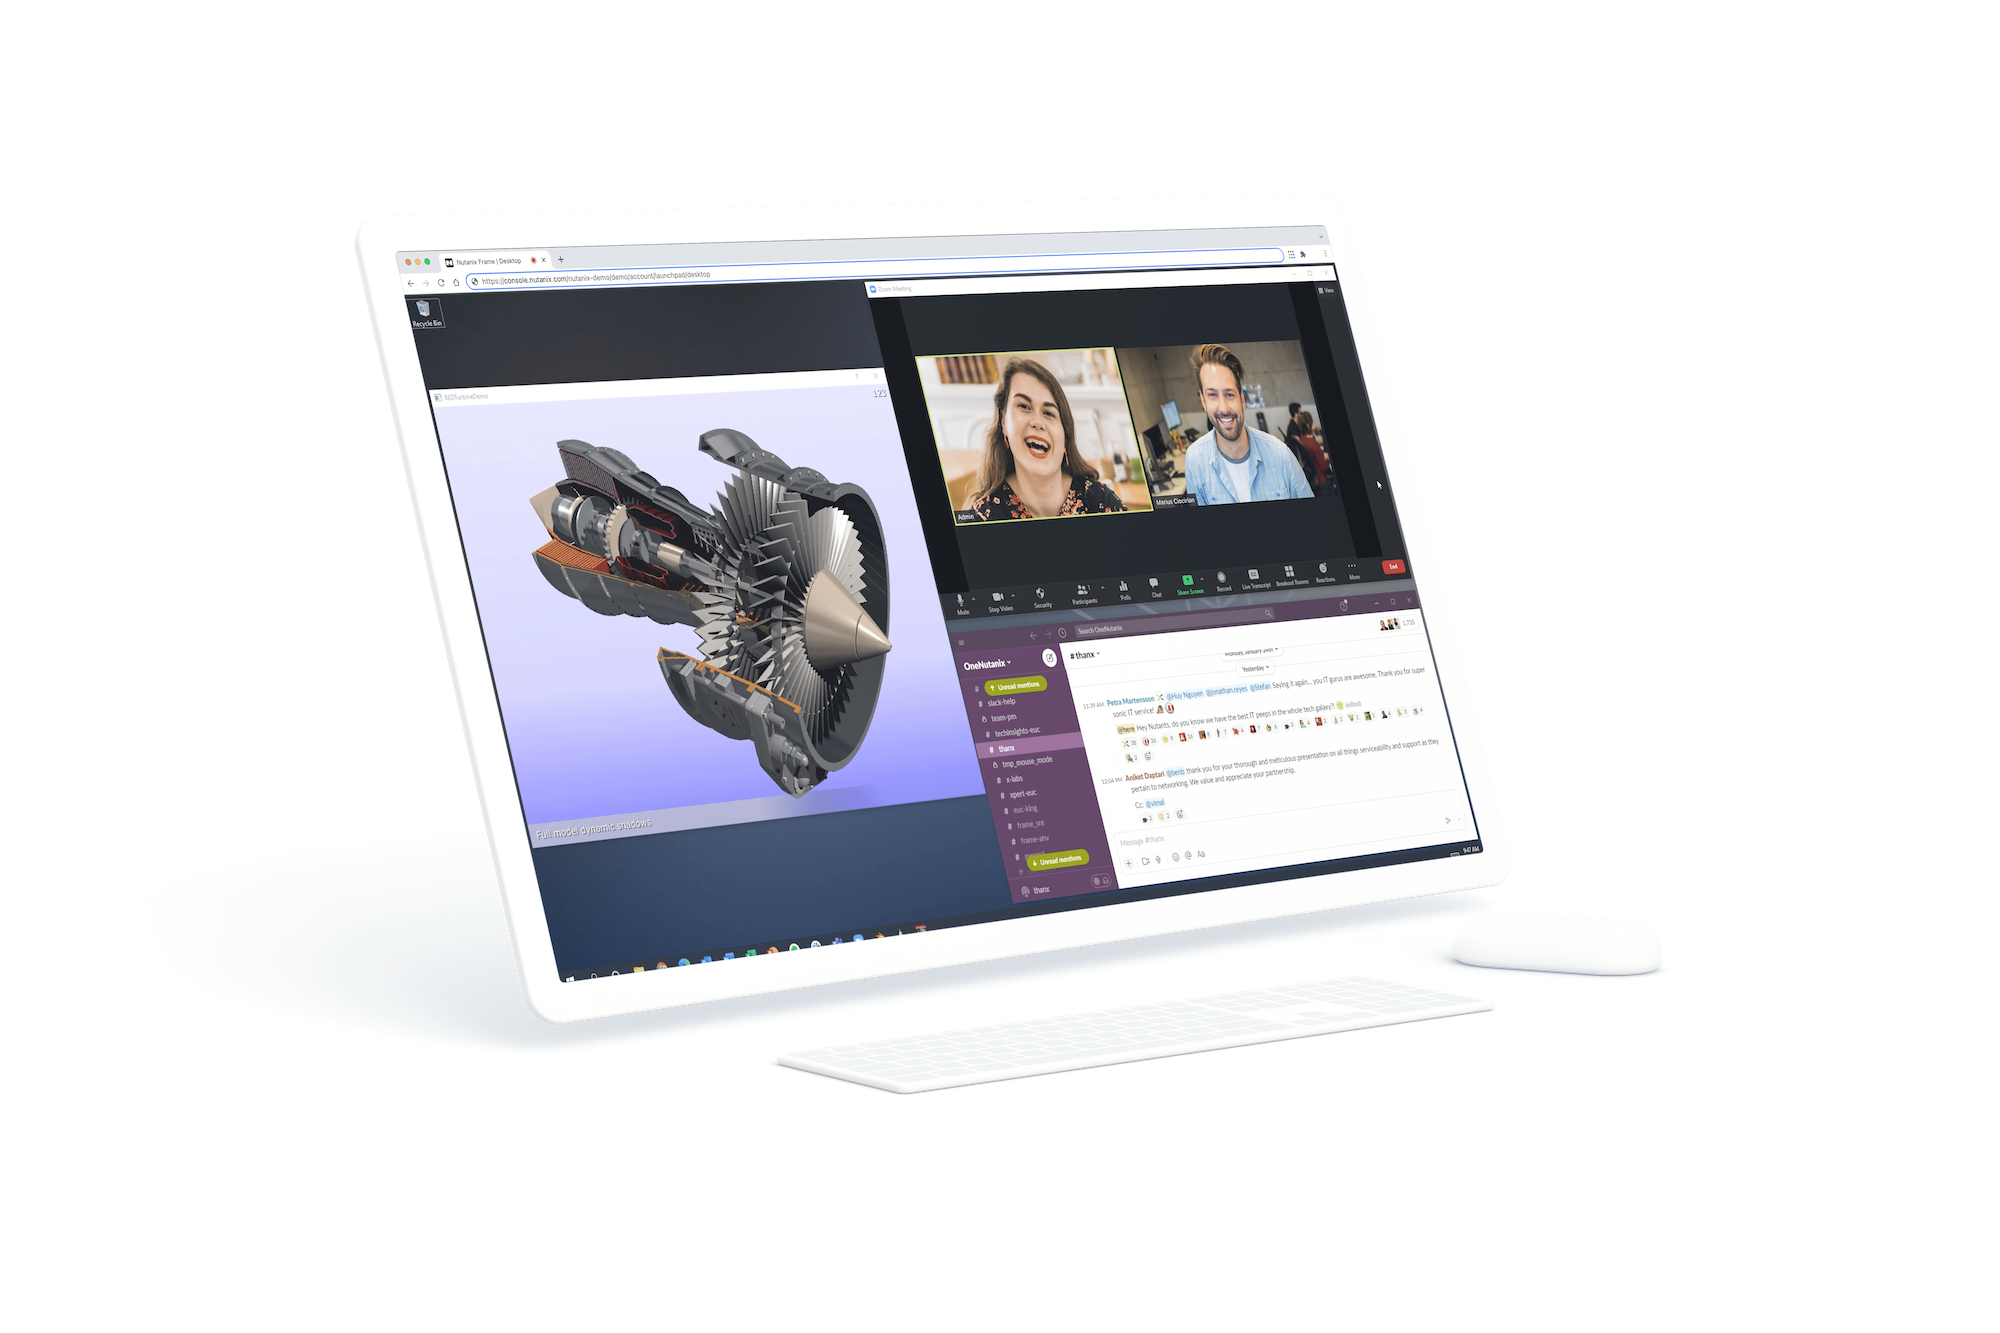 Nutanix Frame | Desktop
https://console.nutanix.com/nutanix-demo/demo/account/launchpad/desktop
Recycle Bin
REDTurbineDemo
123
Full model dynamic shadows
Zoom Meeting
View
Admin
Marius Ciocirlan
Mute
Stop Video
Security
Participants
Polls
Chat
Share Screen
Record
Live Transcript
Breakout Rooms
Reactions
More
End
Search OneNutanix
OneNutanix
Unread mentions
# slack-help
team-pm
# techinsights-euc
# thanx
tmp_mouse_mode
# x-labs
# xpert-euc
# euc-king
# frame_sre
# frame-ahv
Unread mentions
thanx
# thanx
1,735
Monday, January 24th
Yesterday
11:39 AM Petra Martensson @Huy Nguyen @jonathan.reyes @Stefan Saying it again... you IT gurus are awesome. Thank you for super
sonic IT service!
@here Hey Nutants, do you know we have the best IT peeps in the whole tech galaxy?! (edited)
12:04 PM Aniket Daptari @benb thank you for your thorough and meticulous presentation on all things serviceability and support as they
pertain to networking. We value and appreciate your partnership.
Cc: @vimal
Message #thanx
Aa
9:47 AM